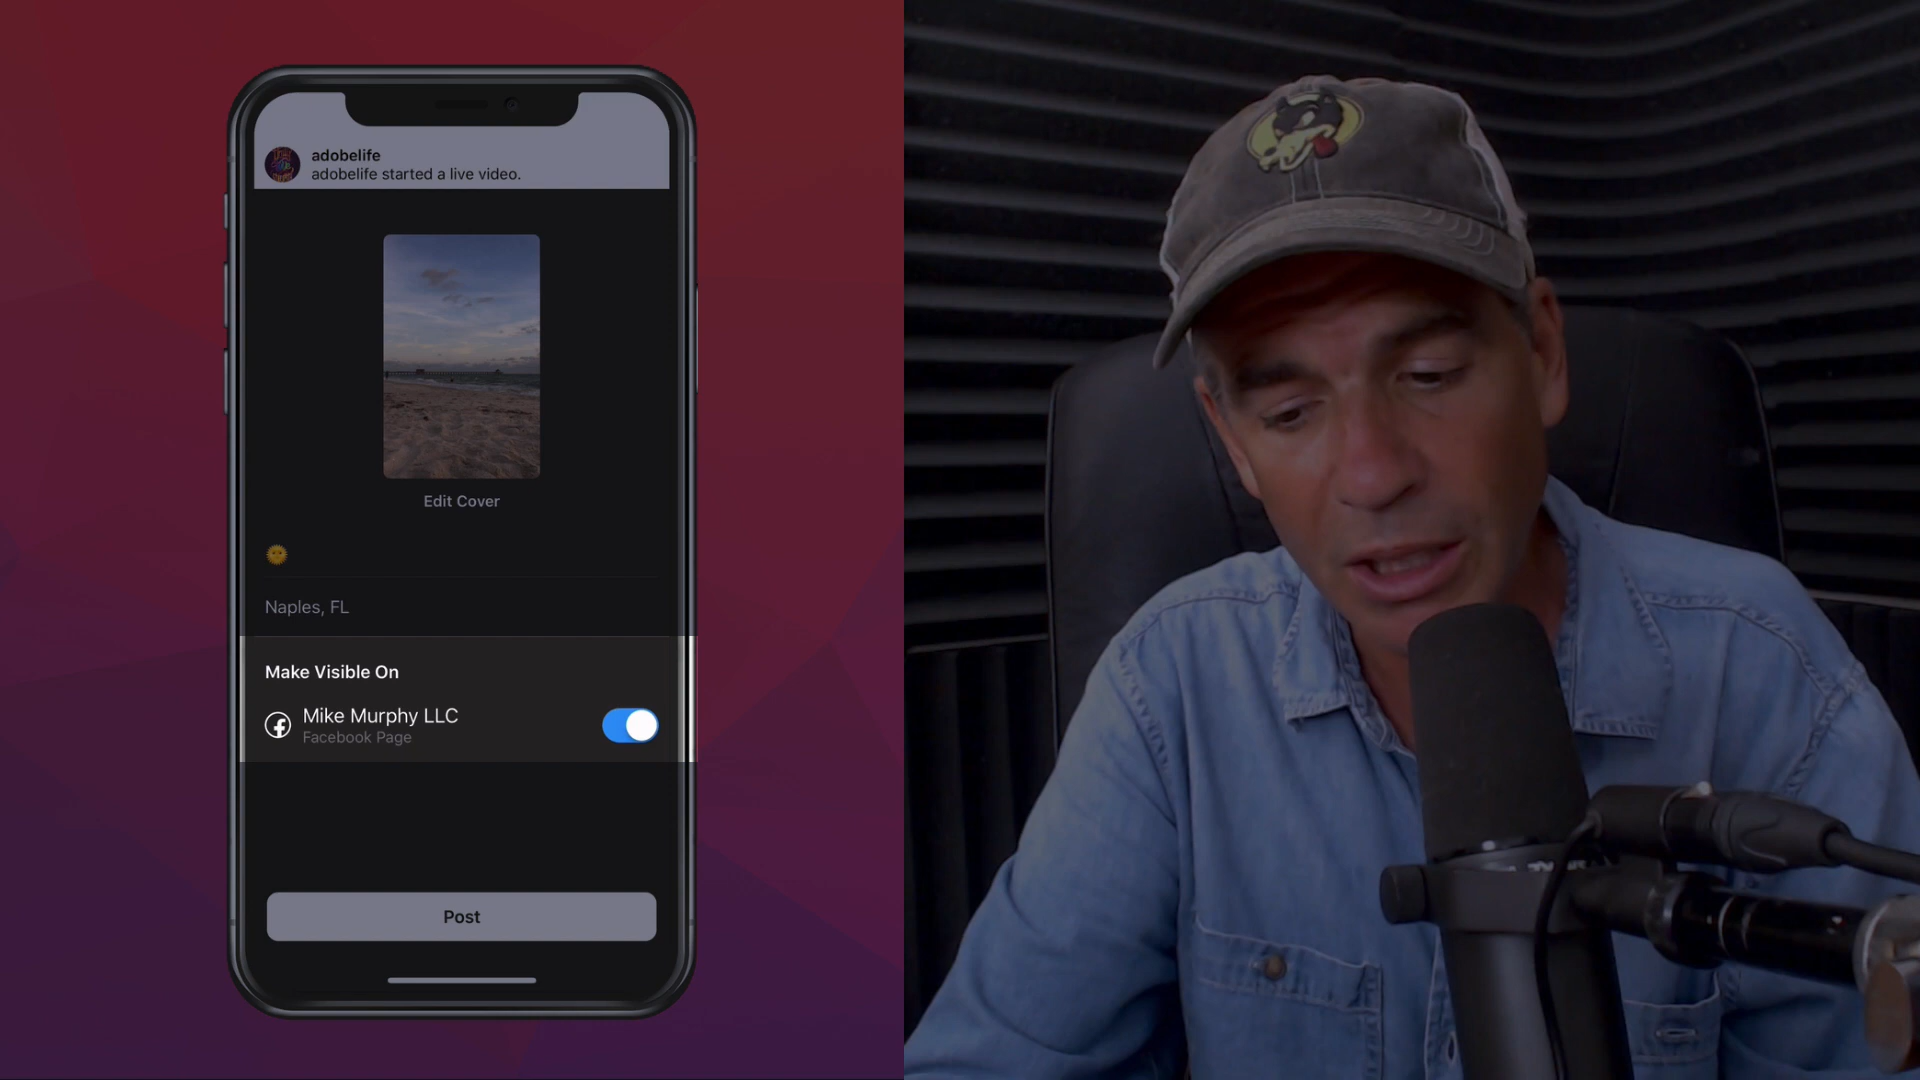 adobelife
adobelife started a live video.
Edit Cover
Naples, FL
Make Visible On
Mike Murphy LLC
Facebook Page
Post